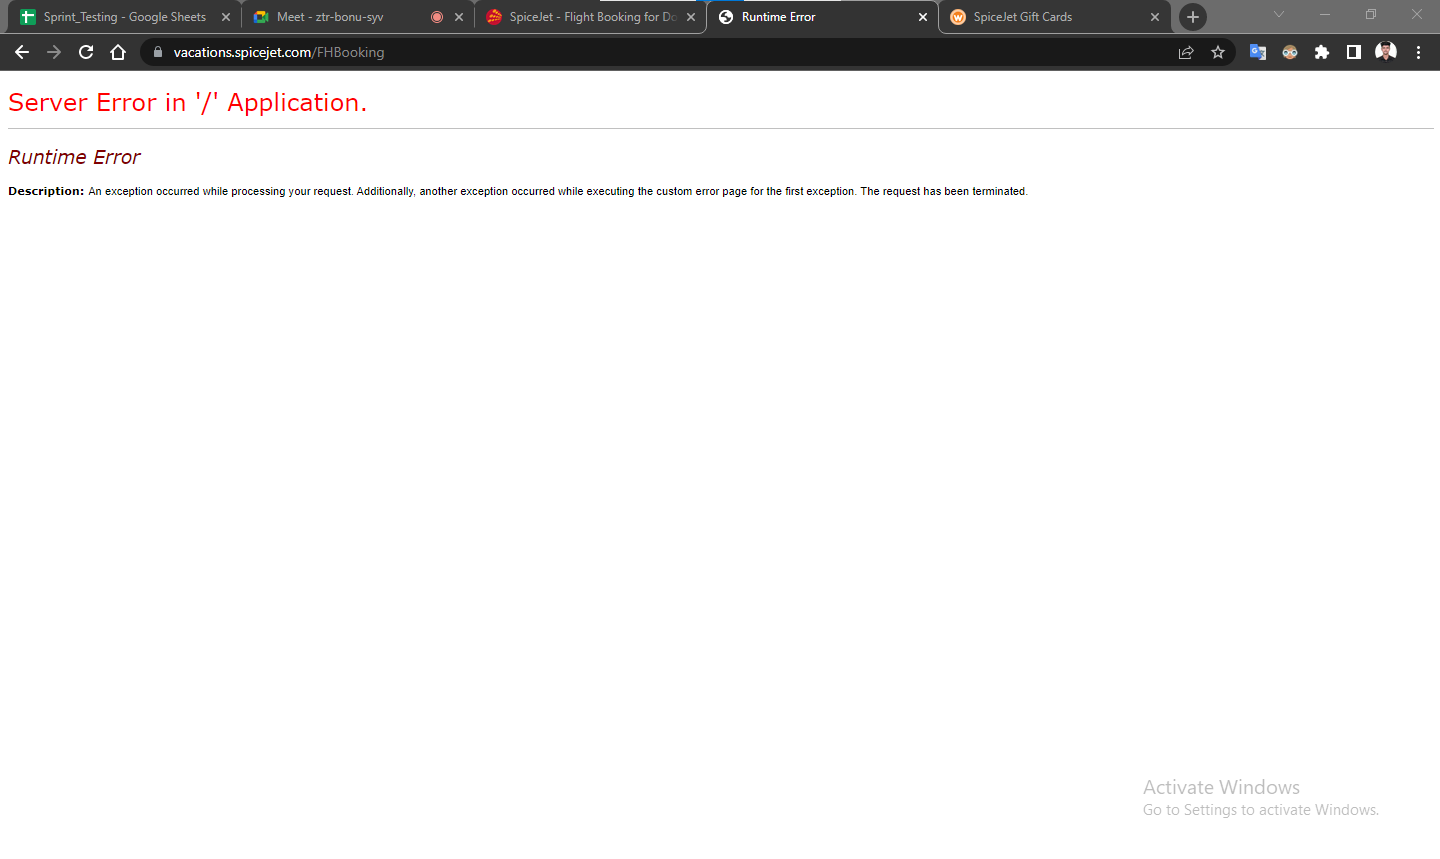 Sprint_Testing - Google Sheets
Meet - ztr-bonu-syv
SpiceJet - Flight Booking for Do
Runtime Error
SpiceJet Gift Cards
vacations.spicejet.com/FHBooking
Server Error in '/' Application.
Runtime Error
Description: An exception occurred while processing your request. Additionally, another exception occurred while executing the custom error page for the first exception. The request has been terminated.
Activate Windows
Go to Settings to activate Windows.